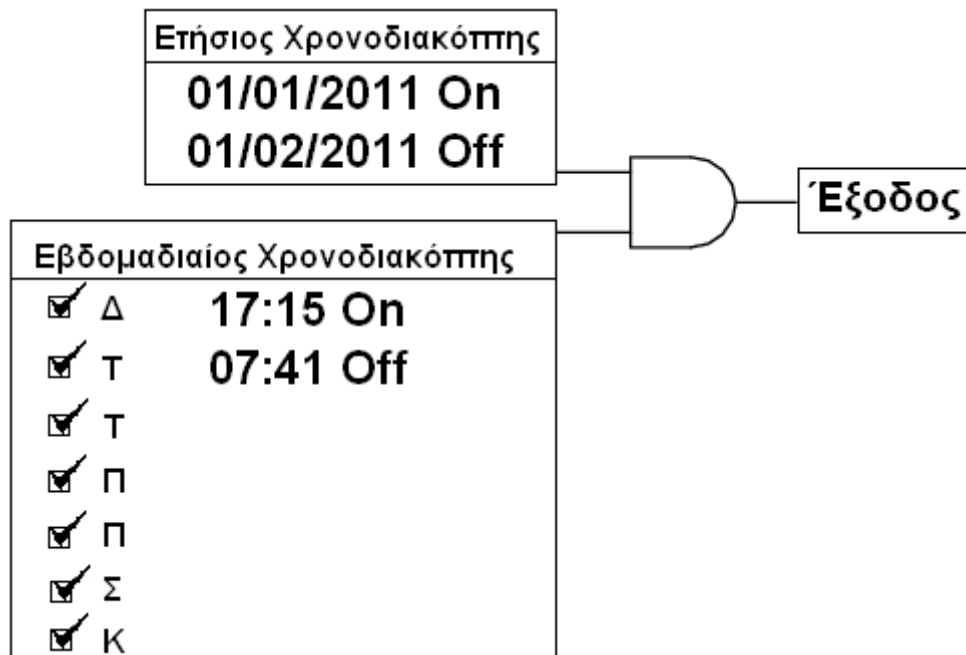 Ετήσιος Χρονοδιακόπτης
01/01/2011 On
01/02/2011 Off
Έξοδος
Εβδομαδιαίος Χρονοδιακόπτης
Δ 17:15 On
Τ 07:41 Off
Τ
Π
Π
Σ
Κ